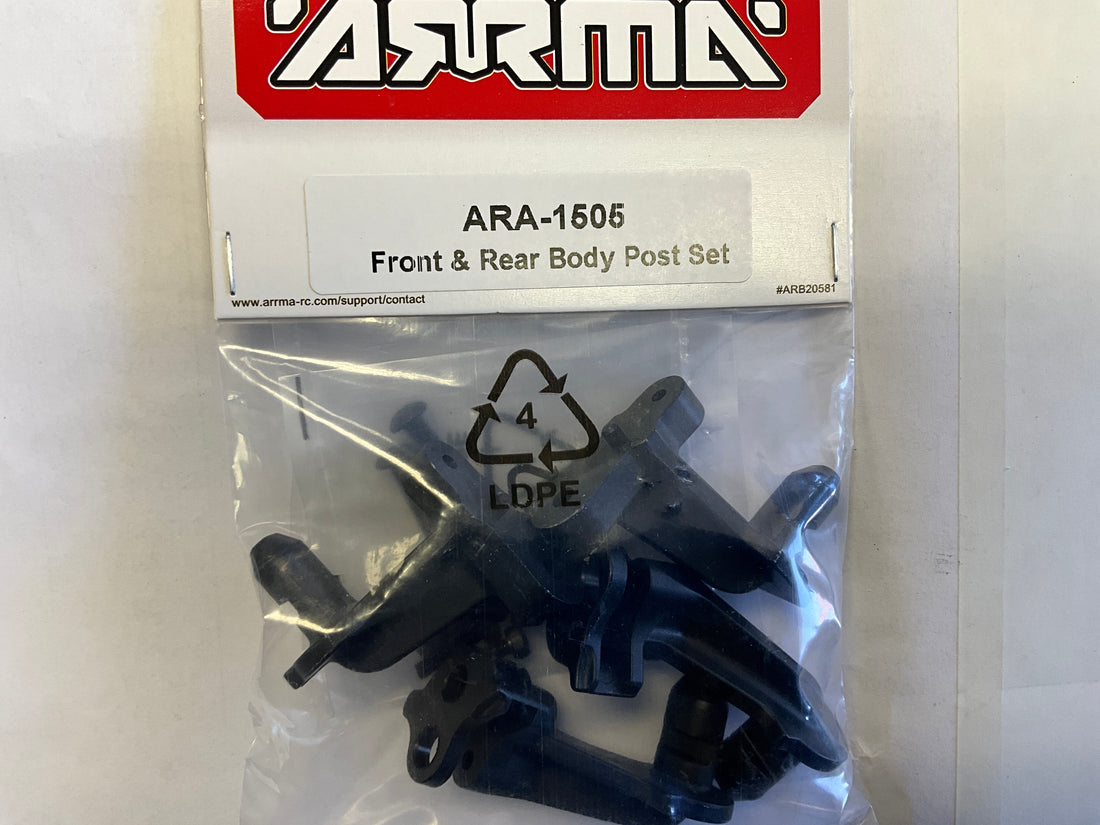 ARRMA
ARA-1505
Front & Rear Body Post Set
www.arrma-rc.com/support/contact
#ARB20581
4
LDPE